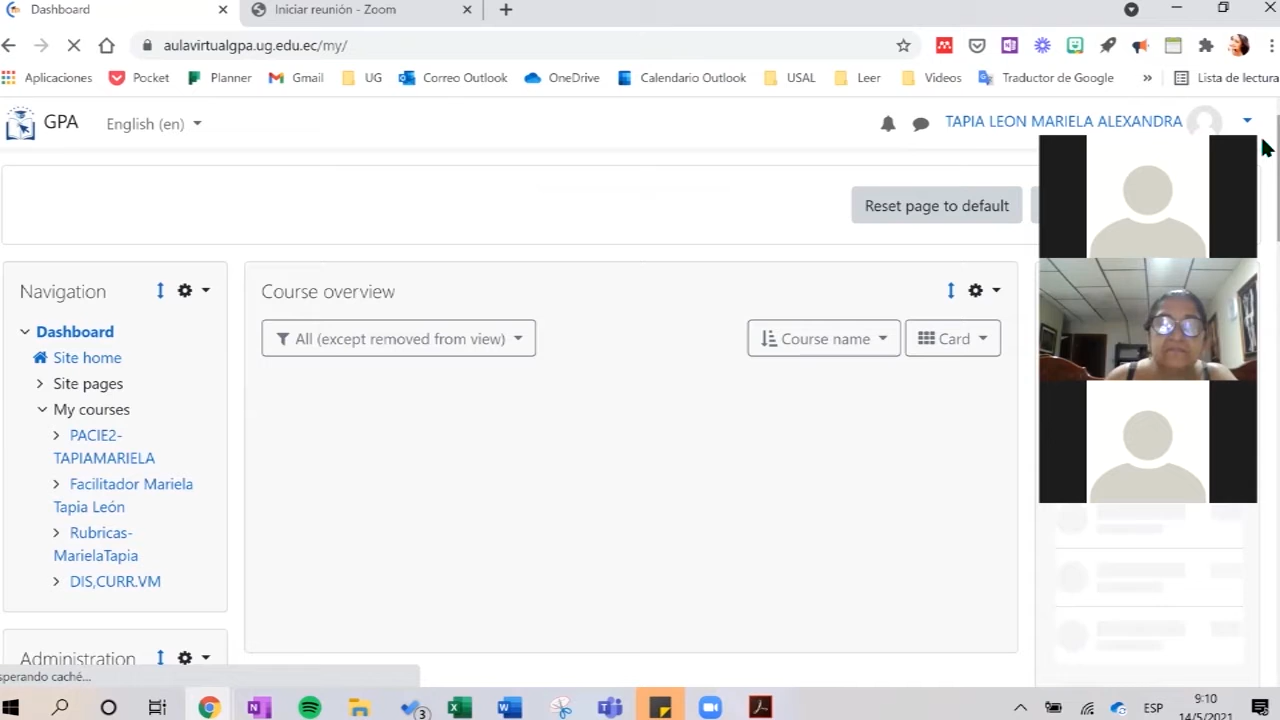 Dashboard
Iniciar reunión - Zoom
aulavirtualgpa.ug.edu.ec/my/
Aplicaciones
Pocket
Planner
Gmail
UG
Correo Outlook
OneDrive
Calendario Outlook
USAL
Leer
Videos
Traductor de Google
»
Lista de lectura
GPA
English (en)
TAPIA LEON MARIELA ALEXANDRA
Reset page to default
Navigation
Dashboard
Site home
Site pages
My courses
PACIE2-
TAPIAMARIELA
Facilitador Mariela
Tapia León
Rubricas-
MarielaTapia
DIS,CURR.VM
Course overview
All (except removed from view)
Course name
Card
Administration
sperando caché...
3
ESP
9:10
14/5/2021